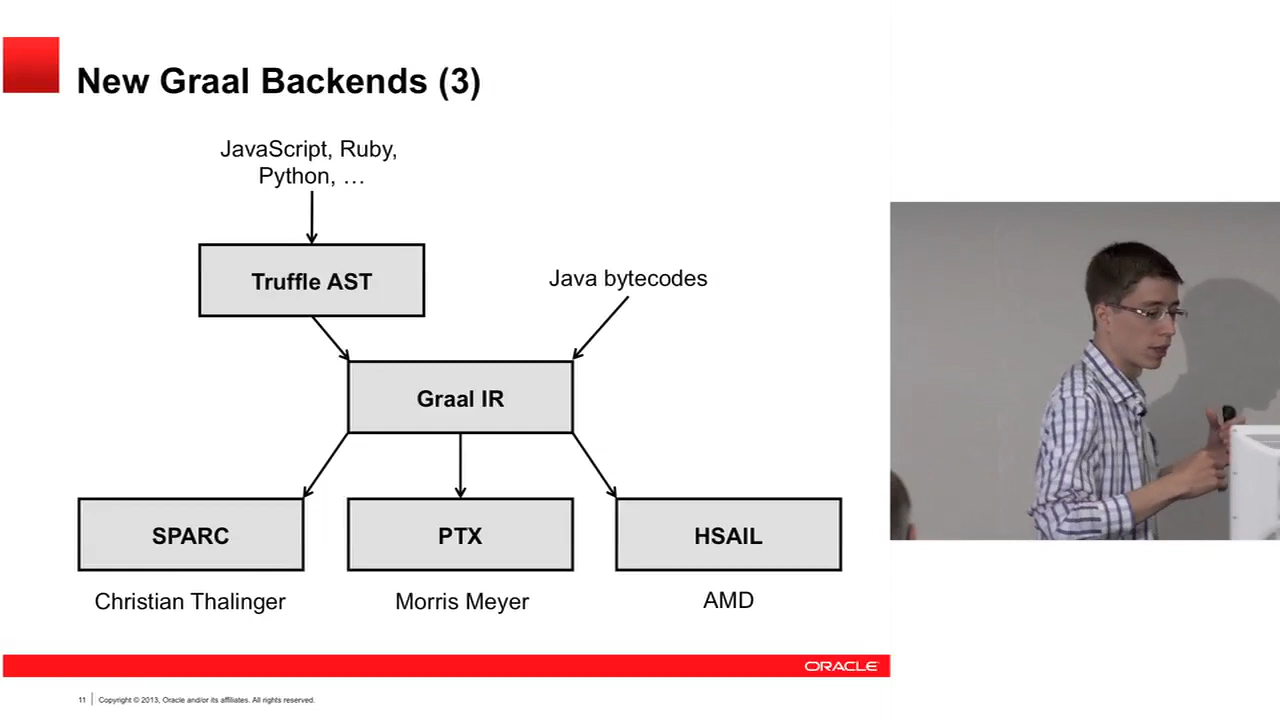 New Graal Backends (3)
JavaScript, Ruby,
Python, …
Truffle AST
Java bytecodes
Graal IR
SPARC
PTX
HSAIL
Christian Thalinger
Morris Meyer
AMD
ORACLE
11 Copyright © 2013, Oracle and/or its affiliates. All rights reserved.